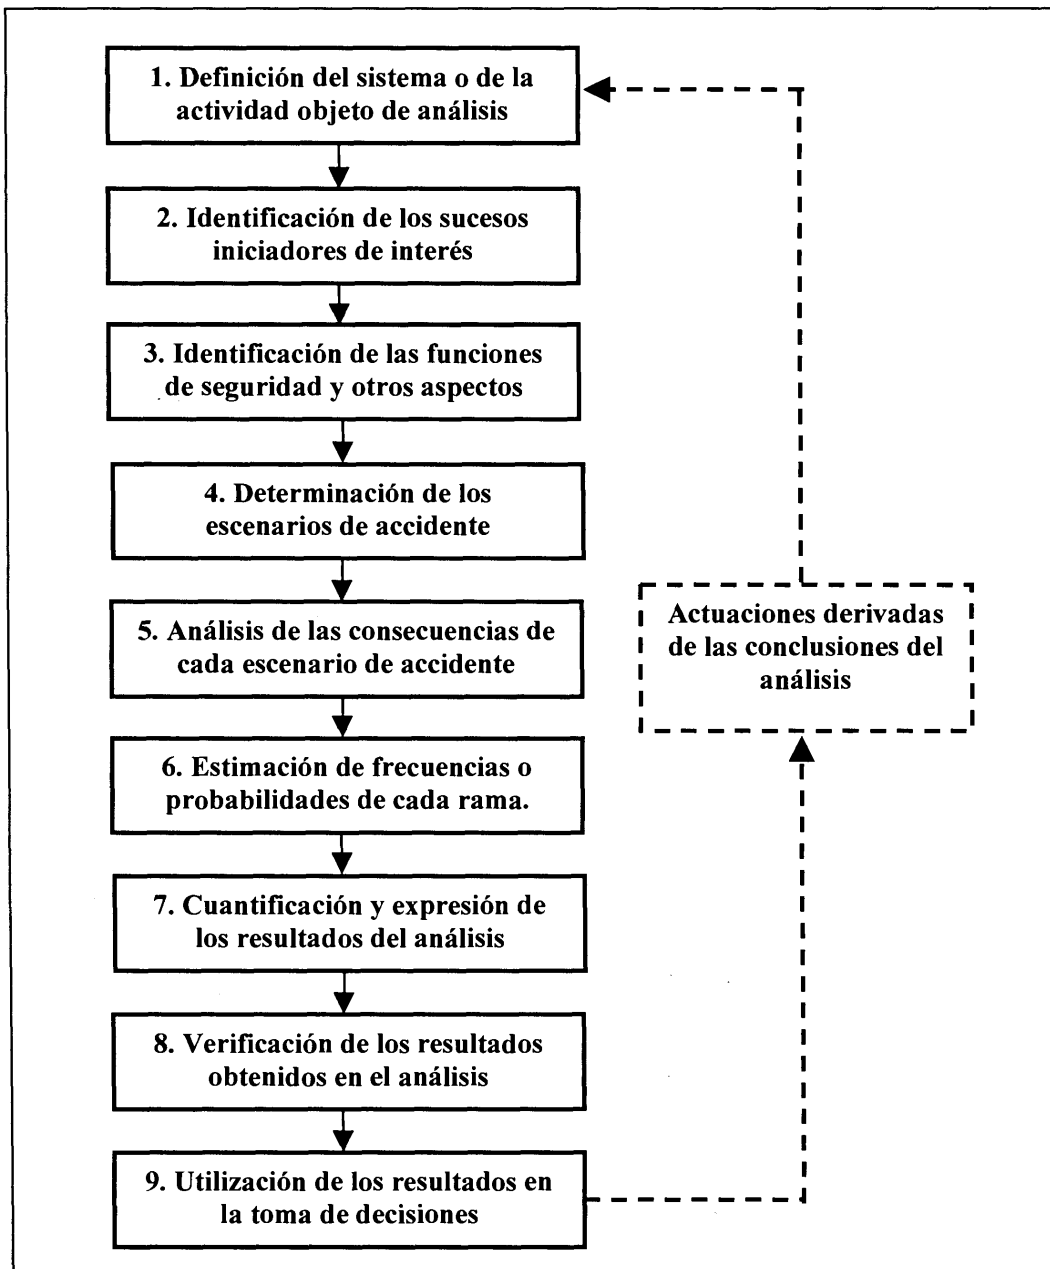 1. Definición del sistema o de la
actividad objeto de análisis
2. Identificación de los sucesos
iniciadores de interés
3. Identificación de las funciones
de seguridad y otros aspectos
4. Determinación de los
escenarios de accidente
5. Análisis de las consecuencias de
cada escenario de accidente
6. Estimación de frecuencias o
probabilidades de cada rama.
7. Cuantificación y expresión de
los resultados del análisis
8. Verificación de los resultados
obtenidos en el análisis
9. Utilización de los resultados en
la toma de decisiones
Actuaciones derivadas
de las conclusiones del
análisis